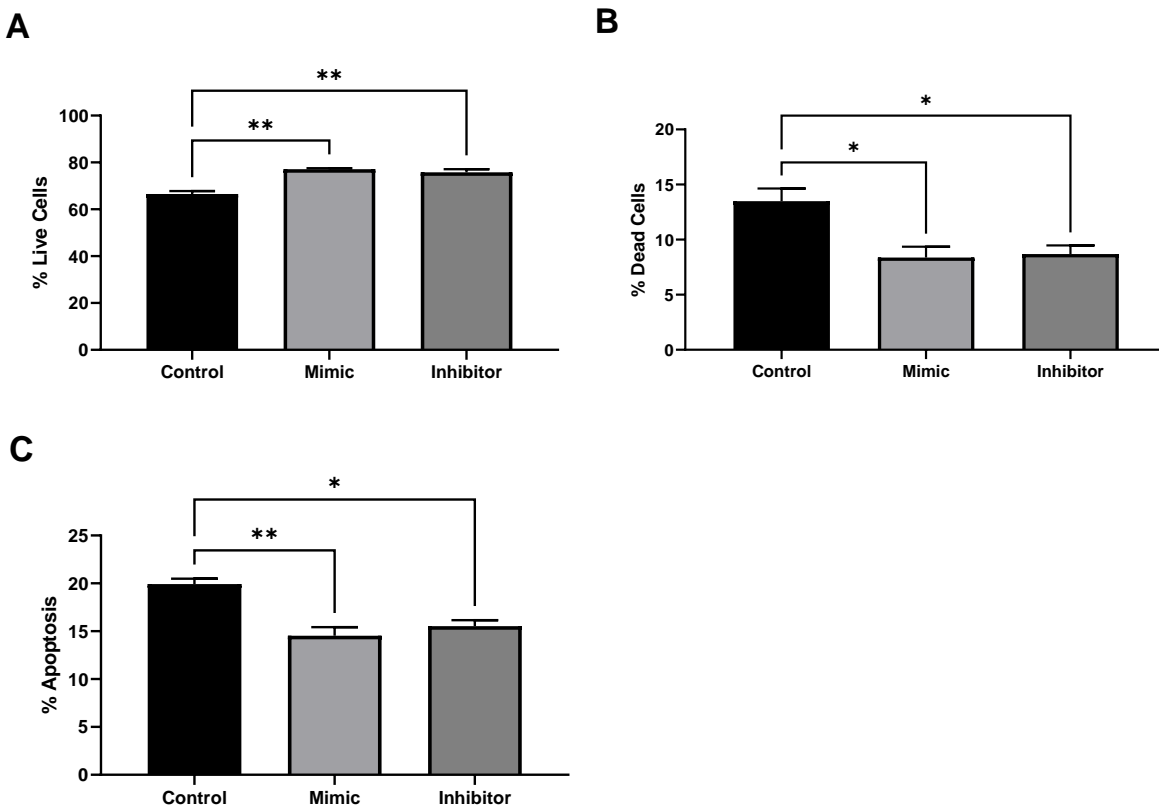 A
**
**
100
80
60
40
20
0
% Live Cells
Control Mimic Inhibitor
B
*
*
20
15
10
5
0
% Dead Cells
Control Mimic Inhibitor
C
*
**
25
20
15
10
5
0
% Apoptosis
Control Mimic Inhibitor